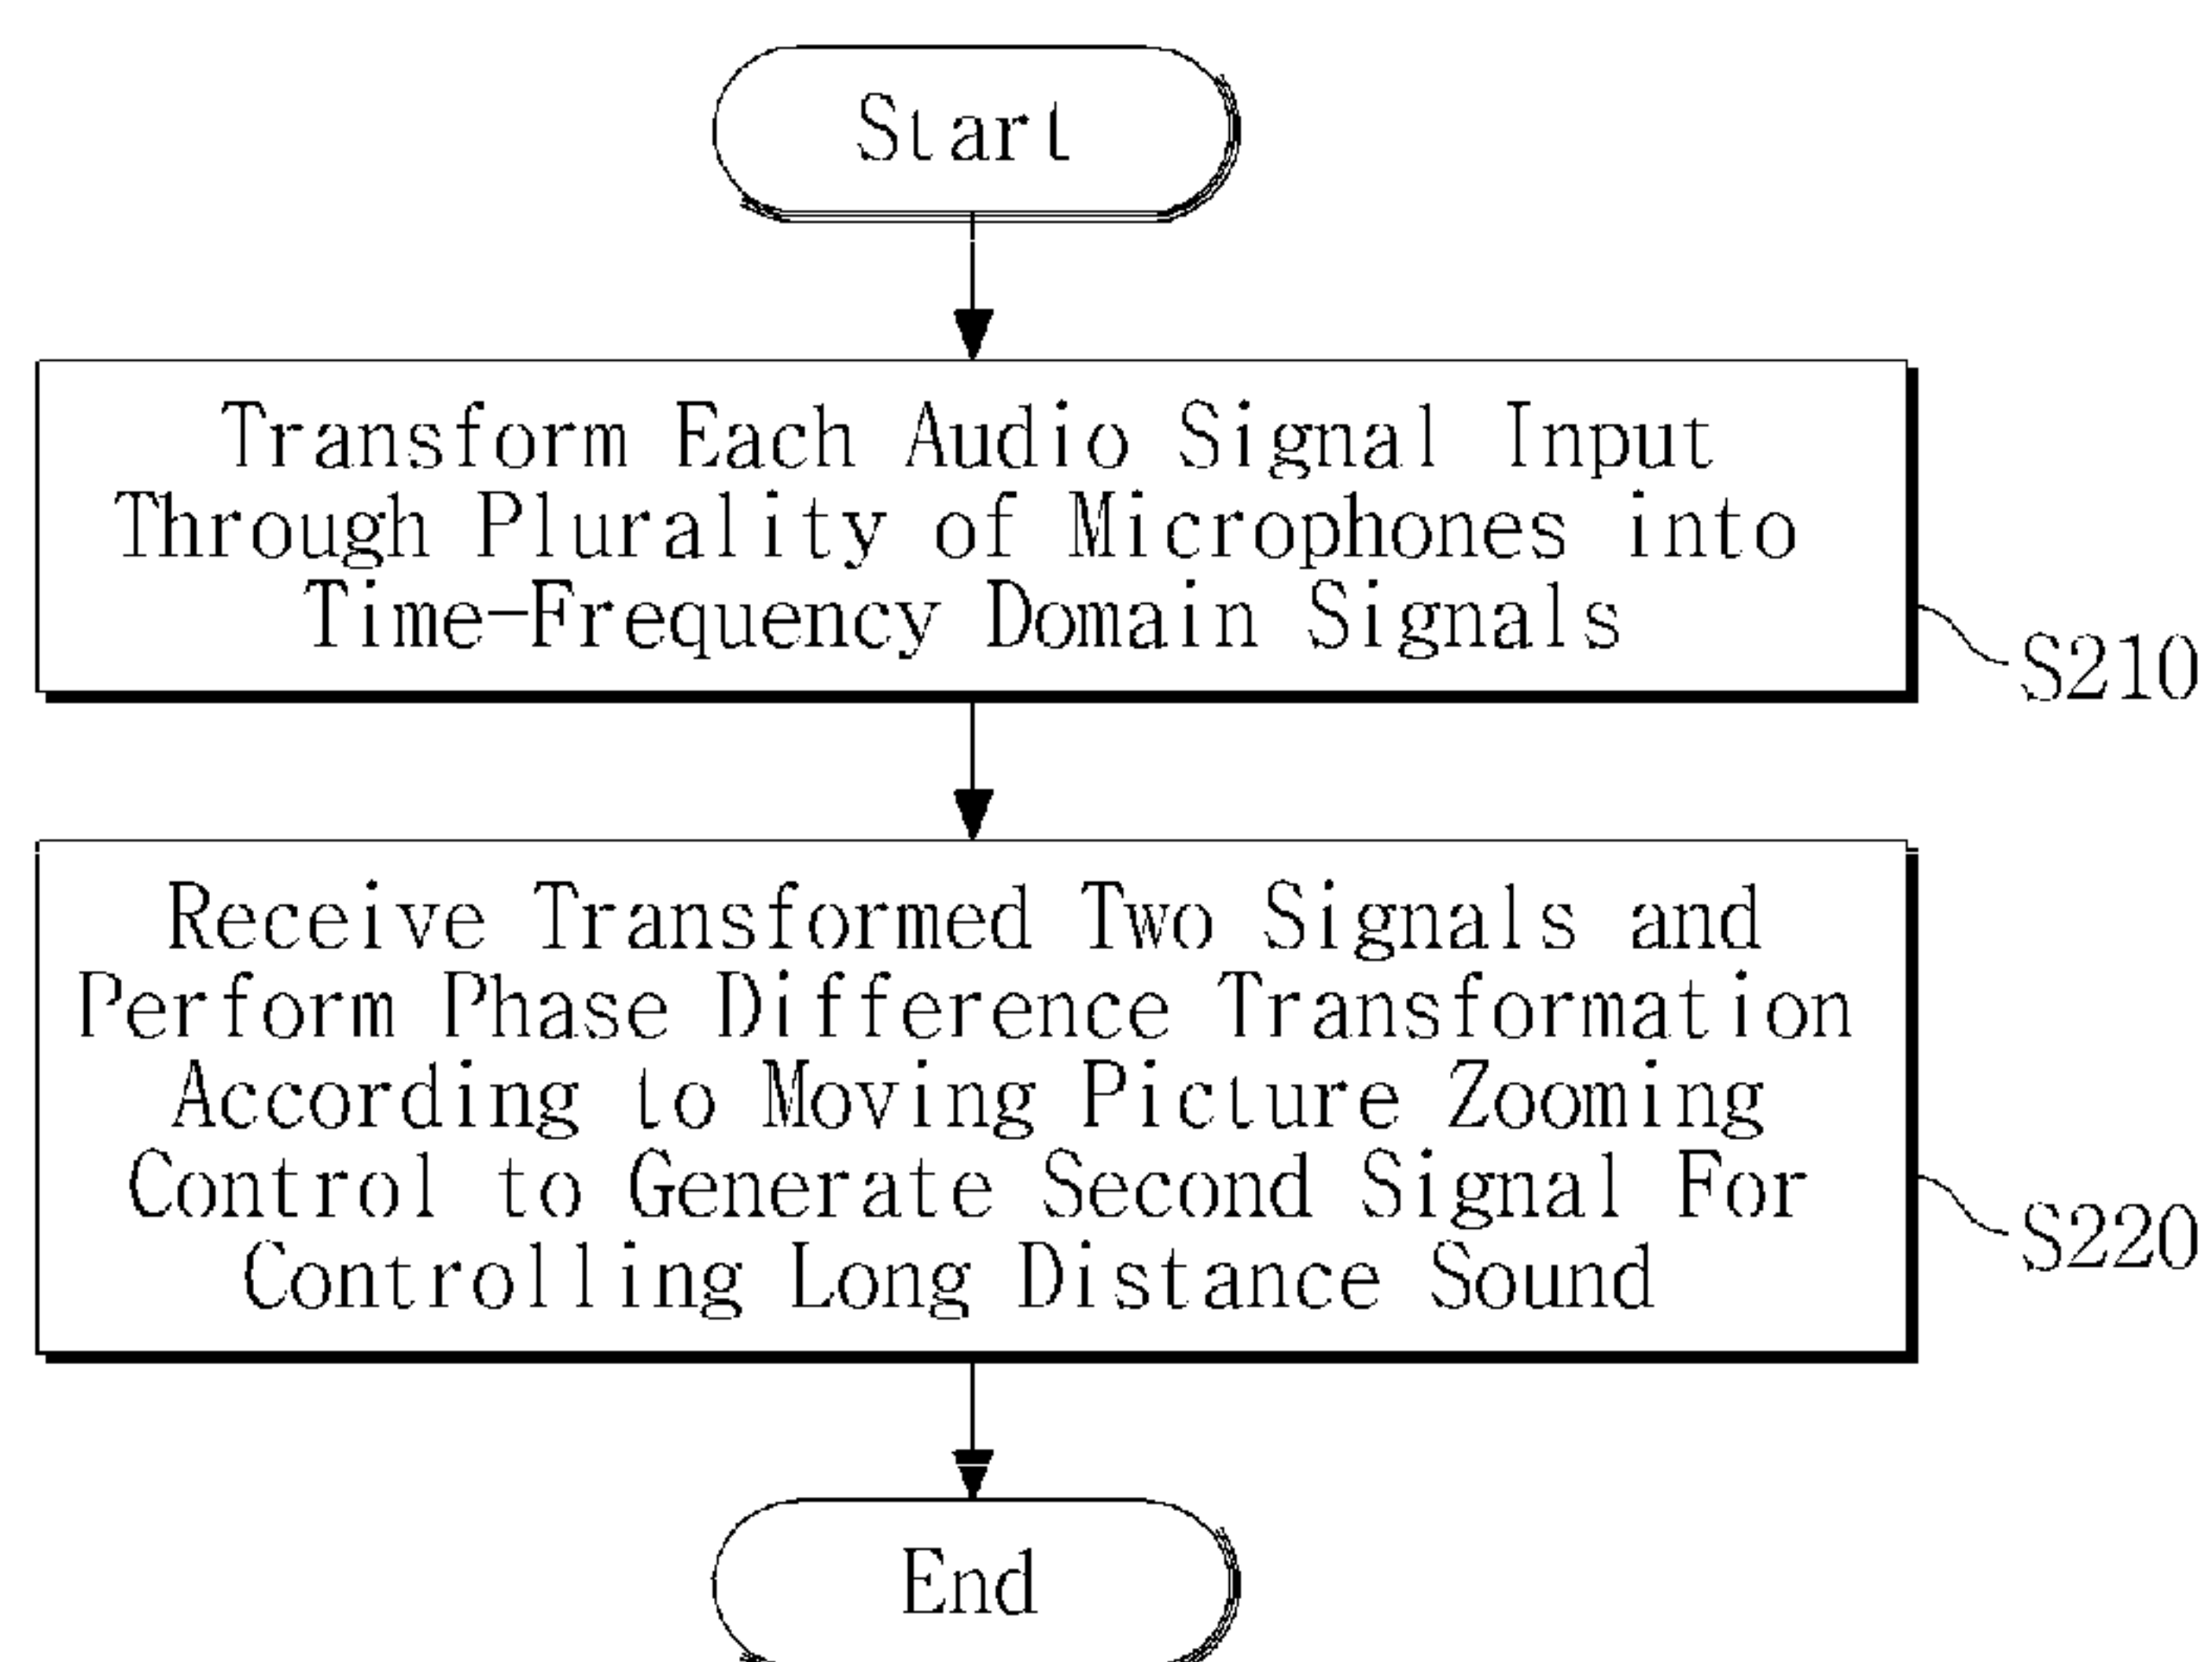 Start
Transform Each Audio Signal Input
Through Plurality of Microphones into
Time-Frequency Domain Signals
S210
Receive Transformed Two Signals and
Perform Phase Difference Transformation
According to Moving Picture Zooming
Control to Generate Second Signal For
Controlling Long Distance Sound
S220
End